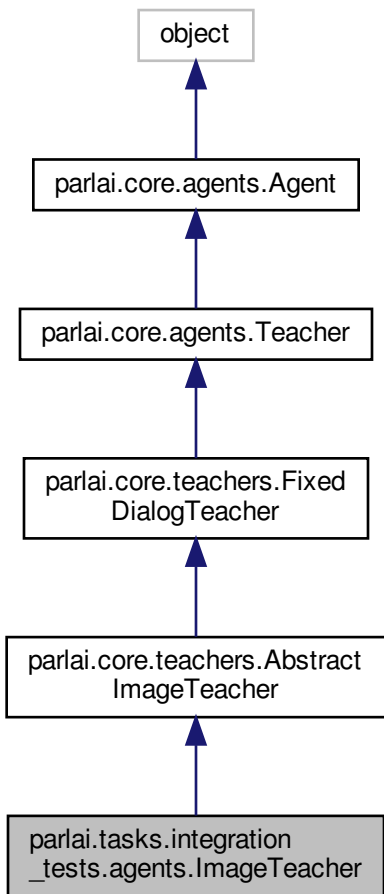 object
parlai.core.agents.Agent
parlai.core.agents.Teacher
parlai.core.teachers.Fixed
DialogTeacher
parlai.core.teachers.Abstract
ImageTeacher
parlai.tasks.integration
_tests.agents.ImageTeacher